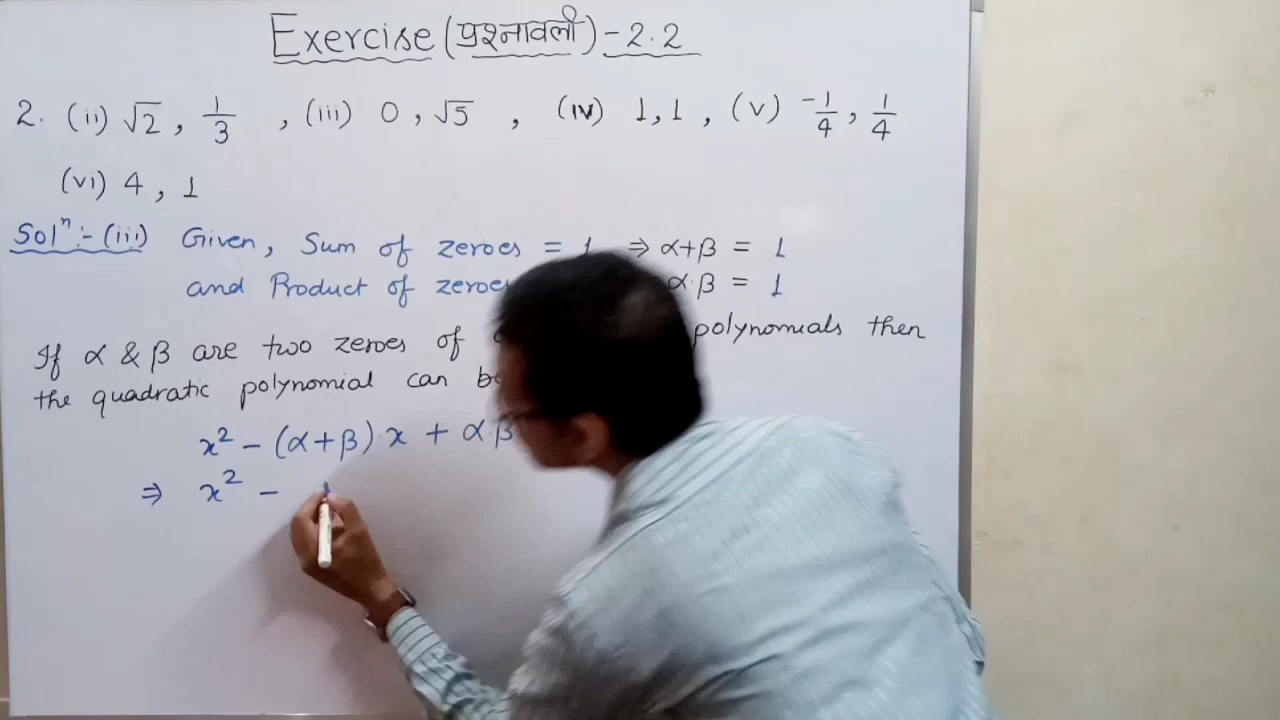 Exercise (प्रश्नावली) - 2.2
2. (ii) √2, 1/3, (iii) 0, √5, (iv) 1, 1, (v) -1/4, 1/4
(vi) 4, 1
Solⁿ:- (iii) Given, Sum of zeroes = 1 ⇒ α+β = 1
and Product of zeroes α·β = 1
If α & β are two zeroes of polynomials then
the quadratic polynomial can be
x² - (α+β)·x + α·β
⇒ x² -